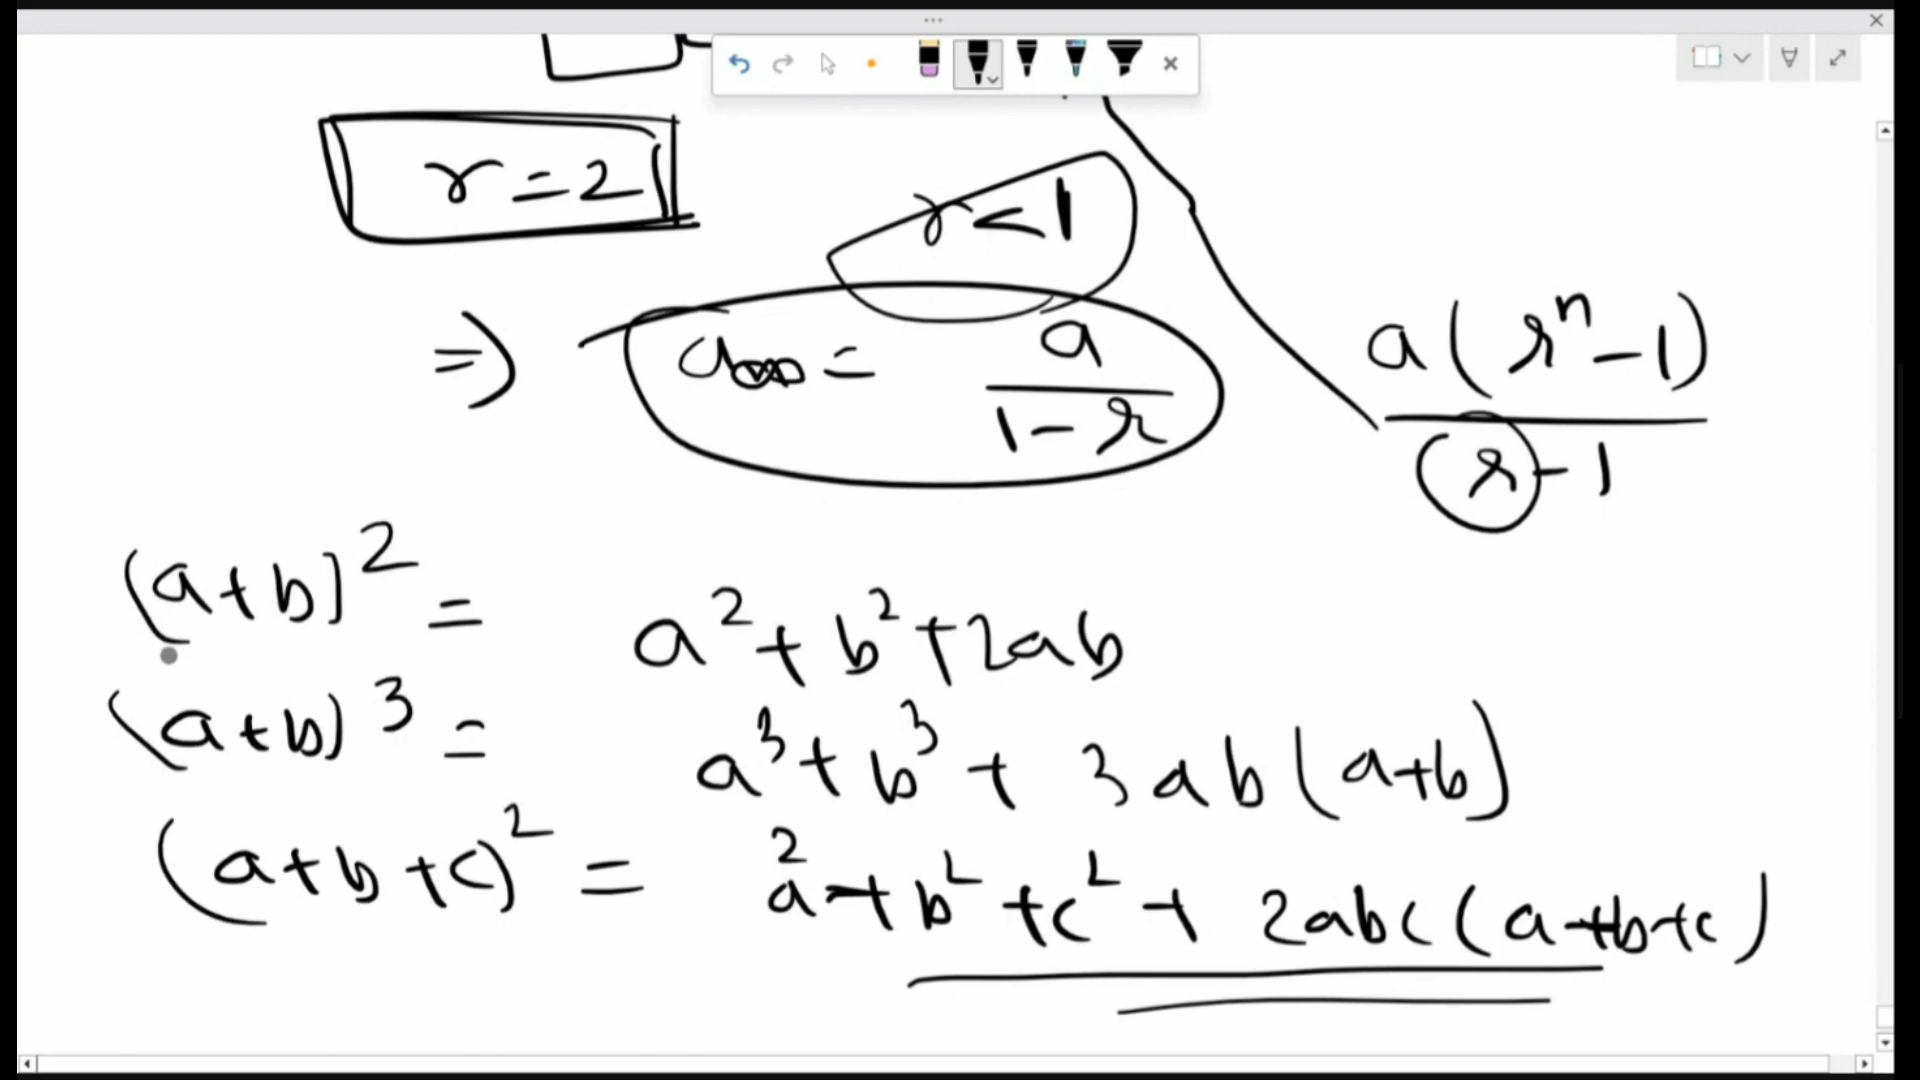 r = 2
r < 1
⇒ a∞ = a / 1 - r
a(rⁿ - 1) / (r - 1
(a+b)² = a² + b² + 2ab
(a+b)³ = a³ + b³ + 3ab(a+b)
(a+b+c)² = a² + b² + c² + 2abc(a+b+c)